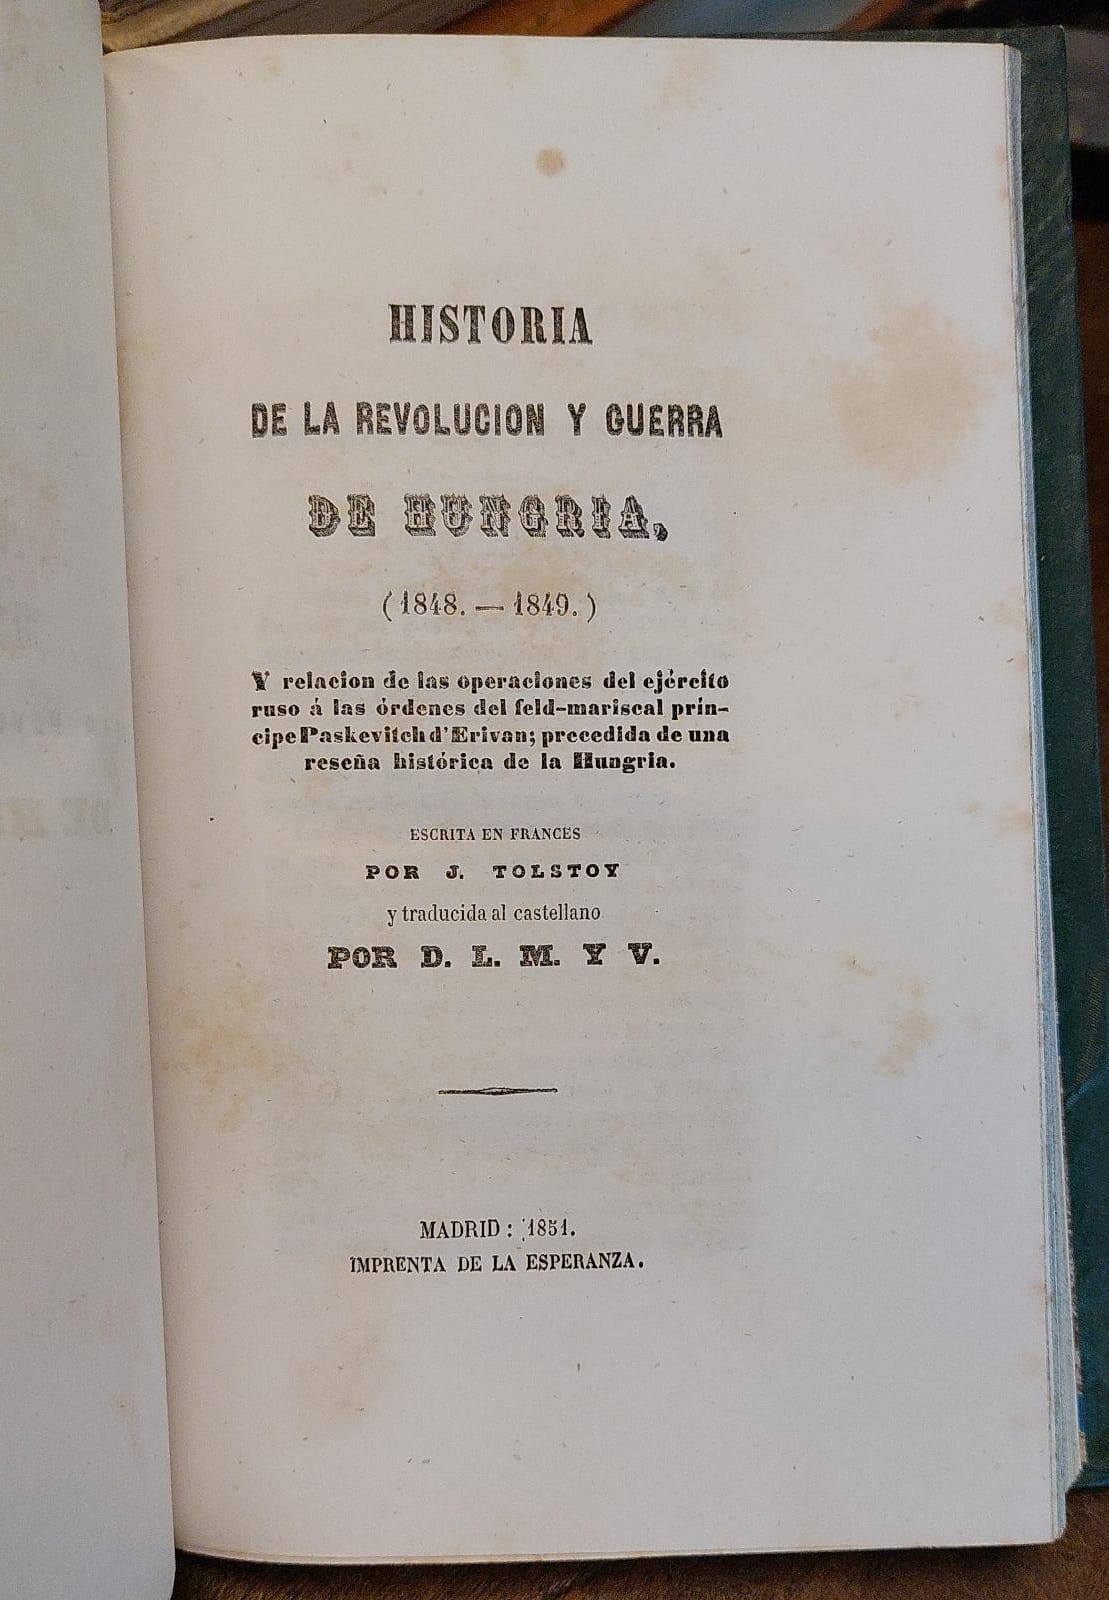 HISTORIA
DE LA REVOLUCION Y GUERRA
DE HUNGRIA,
(1848. — 1849.)
Y relacion de las operaciones del ejército
ruso á las órdenes del feld-mariscal prín-
cipe Paskevitch d'Erivan; precedida de una
reseña histórica de la Hungria.
ESCRITA EN FRANCES
POR J. TOLSTOY
y traducida al castellano
POR D. L. M. Y V.
MADRID: 1851.
IMPRENTA DE LA ESPERANZA.